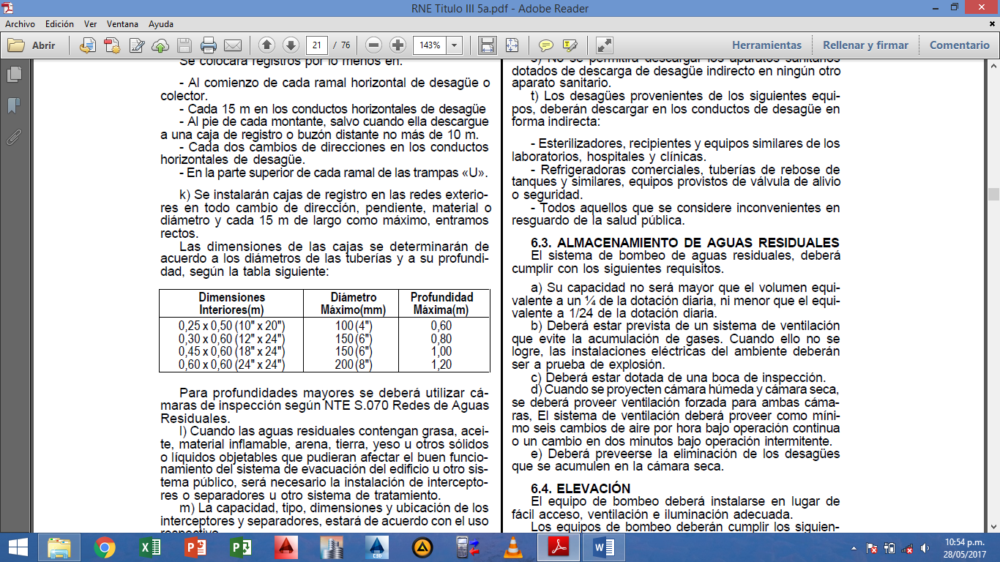 RNE Titulo III 5a.pdf - Adobe Reader
Archivo Edición Ver Ventana Ayuda
Abrir 21 / 76 143% Herramientas Rellenar y firmar Comentario
Se colocará registros por lo menos en:
- Al comienzo de cada ramal horizontal de desagüe o
colector.
- Cada 15 m en los conductos horizontales de desagüe
- Al pie de cada montante, salvo cuando ella descargue
a una caja de registro o buzón distante no más de 10 m.
- Cada dos cambios de direcciones en los conductos
horizontales de desagüe.
- En la parte superior de cada ramal de las trampas «U».
k) Se instalarán cajas de registro en las redes exterio-
res en todo cambio de dirección, pendiente, material o
diámetro y cada 15 m de largo como máximo, entramos
rectos.
Las dimensiones de las cajas se determinarán de
acuerdo a los diámetros de las tuberías y a su profundi-
dad, según la tabla siguiente:
Dimensiones Diámetro Profundidad
Interiores(m) Máximo(mm) Máxima(m)
0,25 x 0,50 (10" x 20") 100 (4") 0,60
0,30 x 0,60 (12" x 24") 150 (6") 0,80
0,45 x 0,60 (18" x 24") 150 (6") 1,00
0,60 x 0,60 (24" x 24") 200 (8") 1,20
Para profundidades mayores se deberá utilizar cá-
maras de inspección según NTE S.070 Redes de Aguas
Residuales.
l) Cuando las aguas residuales contengan grasa, acei-
te, material inflamable, arena, tierra, yeso u otros sólidos
o líquidos objetables que pudieran afectar el buen funcio-
namiento del sistema de evacuación del edificio u otro sis-
tema público, será necesario la instalación de intercepto-
res o separadores u otro sistema de tratamiento.
m) La capacidad, tipo, dimensiones y ubicación de los
interceptores y separadores, estará de acuerdo con el uso
respectivo.
s) No se permitirá descargar los aparatos sanitarios
dotados de descarga de desagüe indirecto en ningún otro
aparato sanitario.
t) Los desagües provenientes de los siguientes equi-
pos, deberán descargar en los conductos de desagüe en
forma indirecta:
- Esterilizadores, recipientes y equipos similares de los
laboratorios, hospitales y clínicas.
- Refrigeradoras comerciales, tuberías de rebose de
tanques y similares, equipos provistos de válvula de alivio
o seguridad.
- Todos aquellos que se considere inconvenientes en
resguardo de la salud pública.
6.3. ALMACENAMIENTO DE AGUAS RESIDUALES
El sistema de bombeo de aguas residuales, deberá
cumplir con los siguientes requisitos.
a) Su capacidad no será mayor que el volumen equi-
valente a un ¼ de la dotación diaria, ni menor que el equi-
valente a 1/24 de la dotación diaria.
b) Deberá estar prevista de un sistema de ventilación
que evite la acumulación de gases. Cuando ello no se
logre, las instalaciones eléctricas del ambiente deberán
ser a prueba de explosión.
c) Deberá estar dotada de una boca de inspección.
d) Cuando se proyecten cámara húmeda y cámara seca,
se deberá proveer ventilación forzada para ambas cáma-
ras, El sistema de ventilación deberá proveer como míni-
mo seis cambios de aire por hora bajo operación continua
o un cambio en dos minutos bajo operación intermitente.
e) Deberá preveerse la eliminación de los desagües
que se acumulen en la cámara seca.
6.4. ELEVACIÓN
El equipo de bombeo deberá instalarse en lugar de
fácil acceso, ventilación e iluminación adecuada.
Los equipos de bombeo deberán cumplir los siguien-
10:54 p.m.
28/05/2017